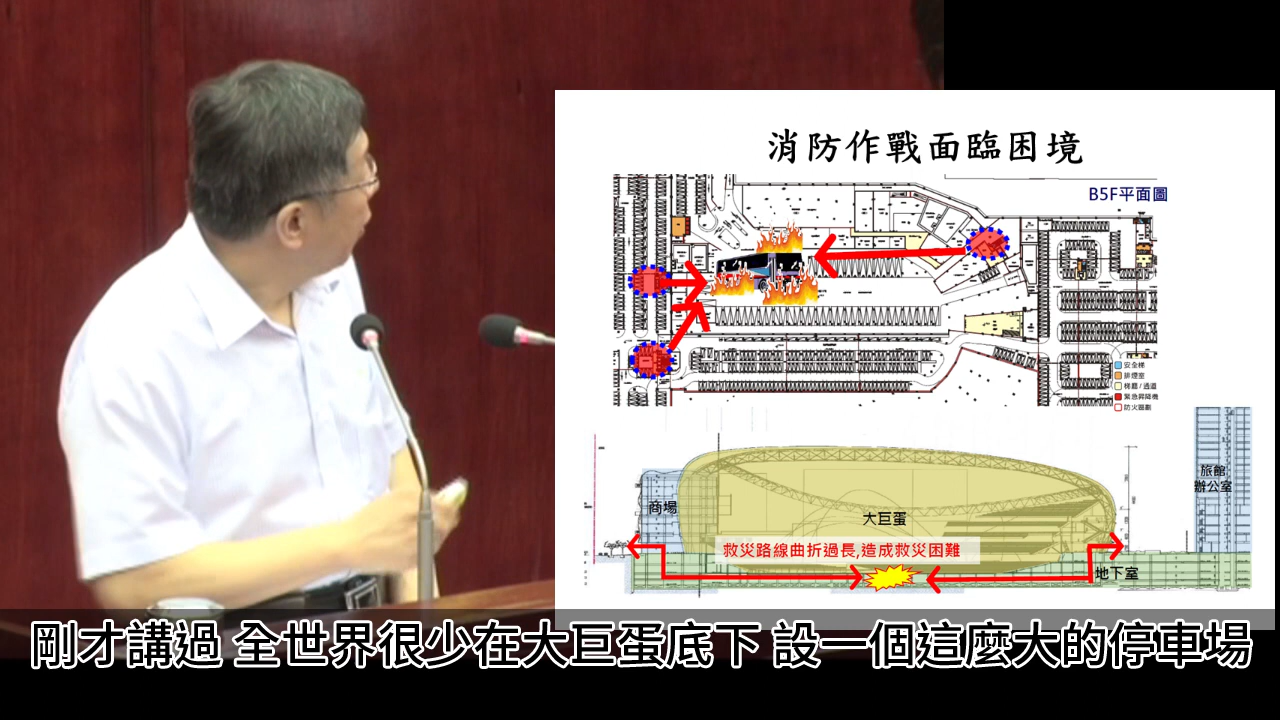 消防作戰面臨困境
B5F平面圖
安全梯
排煙室
梯廳/通道
緊急昇降機
防火區劃
旅館
辦公室
商場
大巨蛋
救災路線曲折過長,造成救災困難
地下室
剛才講過 全世界很少在大巨蛋底下 設一個這麼大的停車場